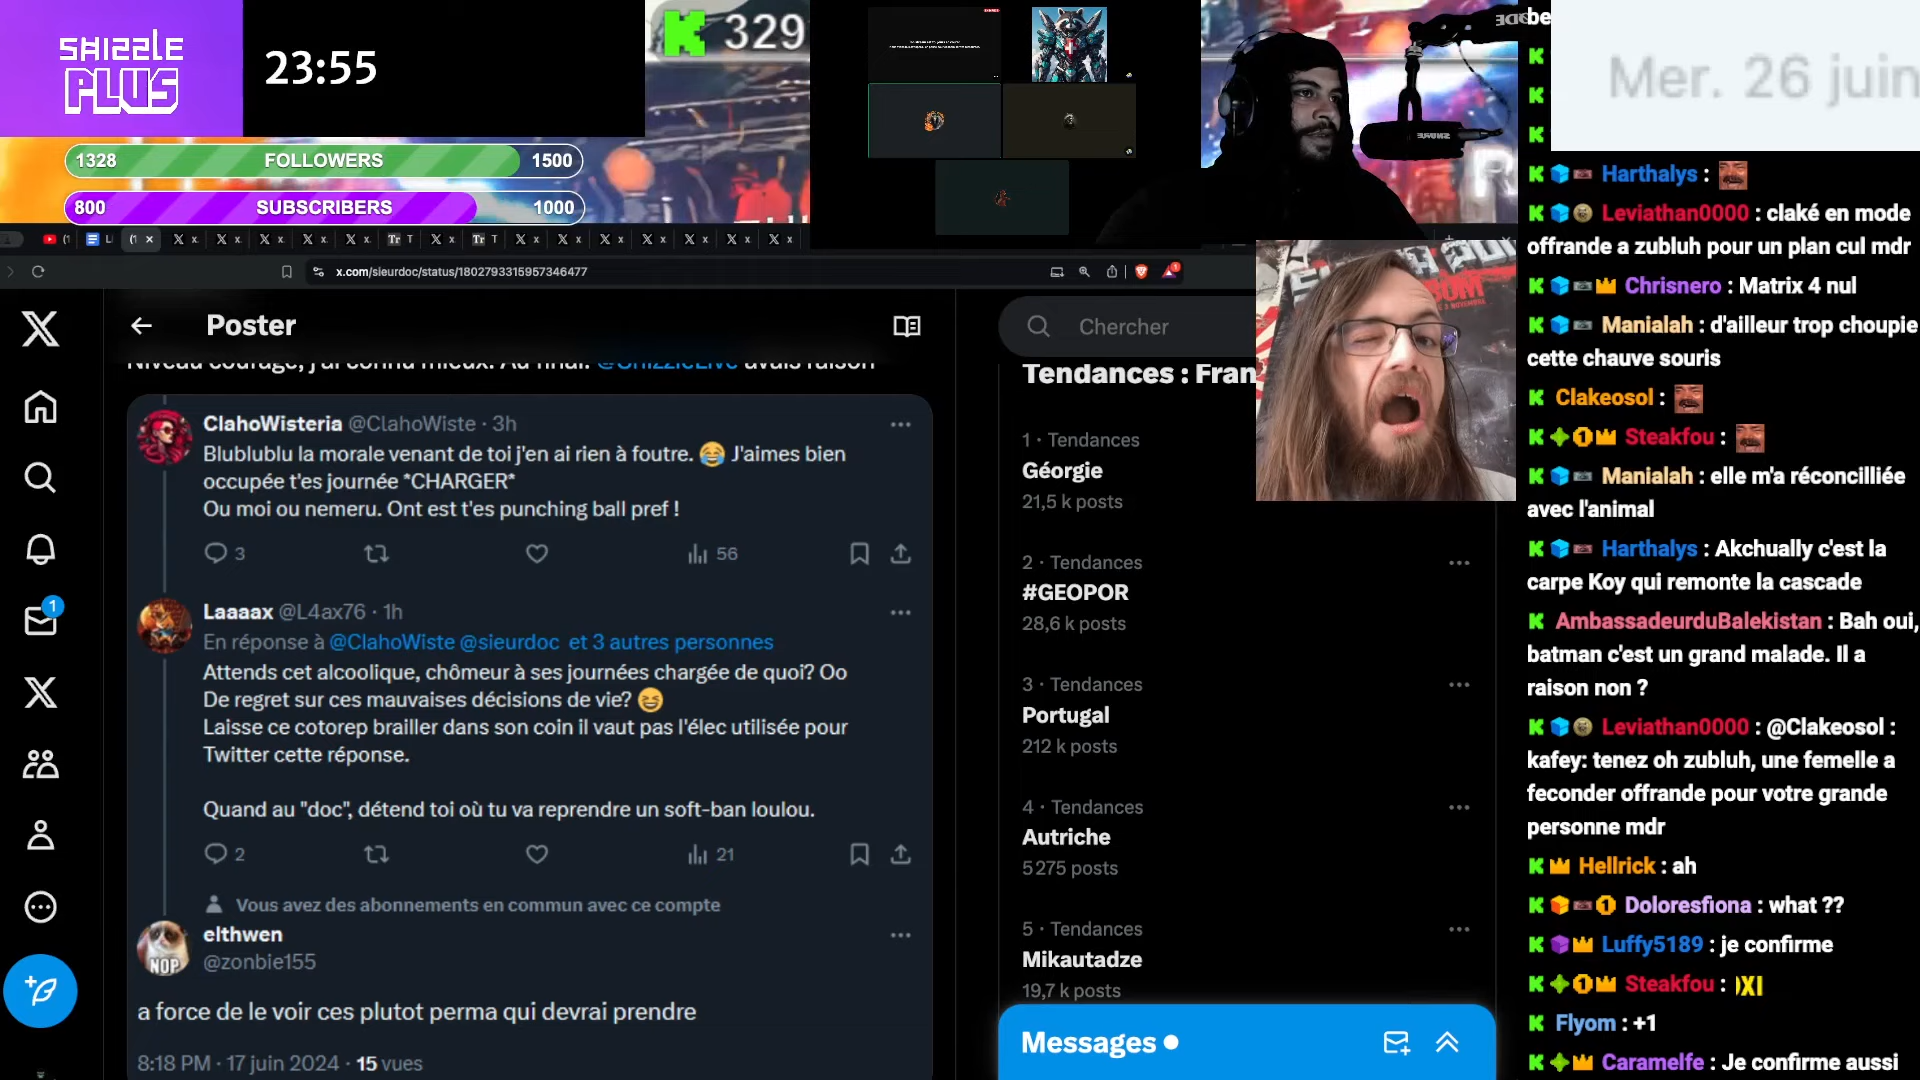 SHIZZLE
PLUS
23:55
329
1328 FOLLOWERS 1500
800 SUBSCRIBERS 1000
x.com/sieurdoc/status/1802793315957346477
Poster
Niveau courage, j'ai connu mieux. Au final. @ShizzleLive avais raison
ClahoWisteria @ClahoWiste · 3h
Blublublu la morale venant de toi j'en ai rien à foutre. 😂 J'aimes bien
occupée t'es journée *CHARGER*
Ou moi ou nemeru. Ont est t'es punching ball pref !
3 56
Laaaax @L4ax76 · 1h
En réponse à @ClahoWiste @sieurdoc et 3 autres personnes
Attends cet alcoolique, chômeur à ses journées chargée de quoi? Oo
De regret sur ces mauvaises décisions de vie? 😆
Laisse ce cotorep brailler dans son coin il vaut pas l'élec utilisée pour
Twitter cette réponse.
Quand au "doc", détend toi où tu va reprendre un soft-ban loulou.
2 21
Vous avez des abonnements en commun avec ce compte
elthwen
@zonbie155
NOP
a force de le voir ces plutot perma qui devrai prendre
8:18 PM · 17 juin 2024 · 15 vues
1
Chercher
Tendances : Fran
1 · Tendances
Géorgie
21,5 k posts
2 · Tendances
#GEOPOR
28,6 k posts
3 · Tendances
Portugal
212 k posts
4 · Tendances
Autriche
5 275 posts
5 · Tendances
Mikautadze
19,7 k posts
Messages
be
Mer. 26 juin
Harthalys :
Leviathan0000 : claké en mode
offrande a zubluh pour un plan cul mdr
Chrisnero : Matrix 4 nul
Manialah : d'ailleur trop choupie
cette chauve souris
Clakeosol :
Steakfou :
Manialah : elle m'a réconcilliée
avec l'animal
Harthalys : Akchually c'est la
carpe Koy qui remonte la cascade
AmbassadeurduBalekistan : Bah oui,
batman c'est un grand malade. Il a
raison non ?
Leviathan0000 : @Clakeosol :
kafey: tenez oh zubluh, une femelle a
feconder offrande pour votre grande
personne mdr
Hellrick : ah
Doloresfiona : what ??
Luffy5189 : je confirme
Steakfou :
Flyom : +1
Caramelfe : Je confirme aussi